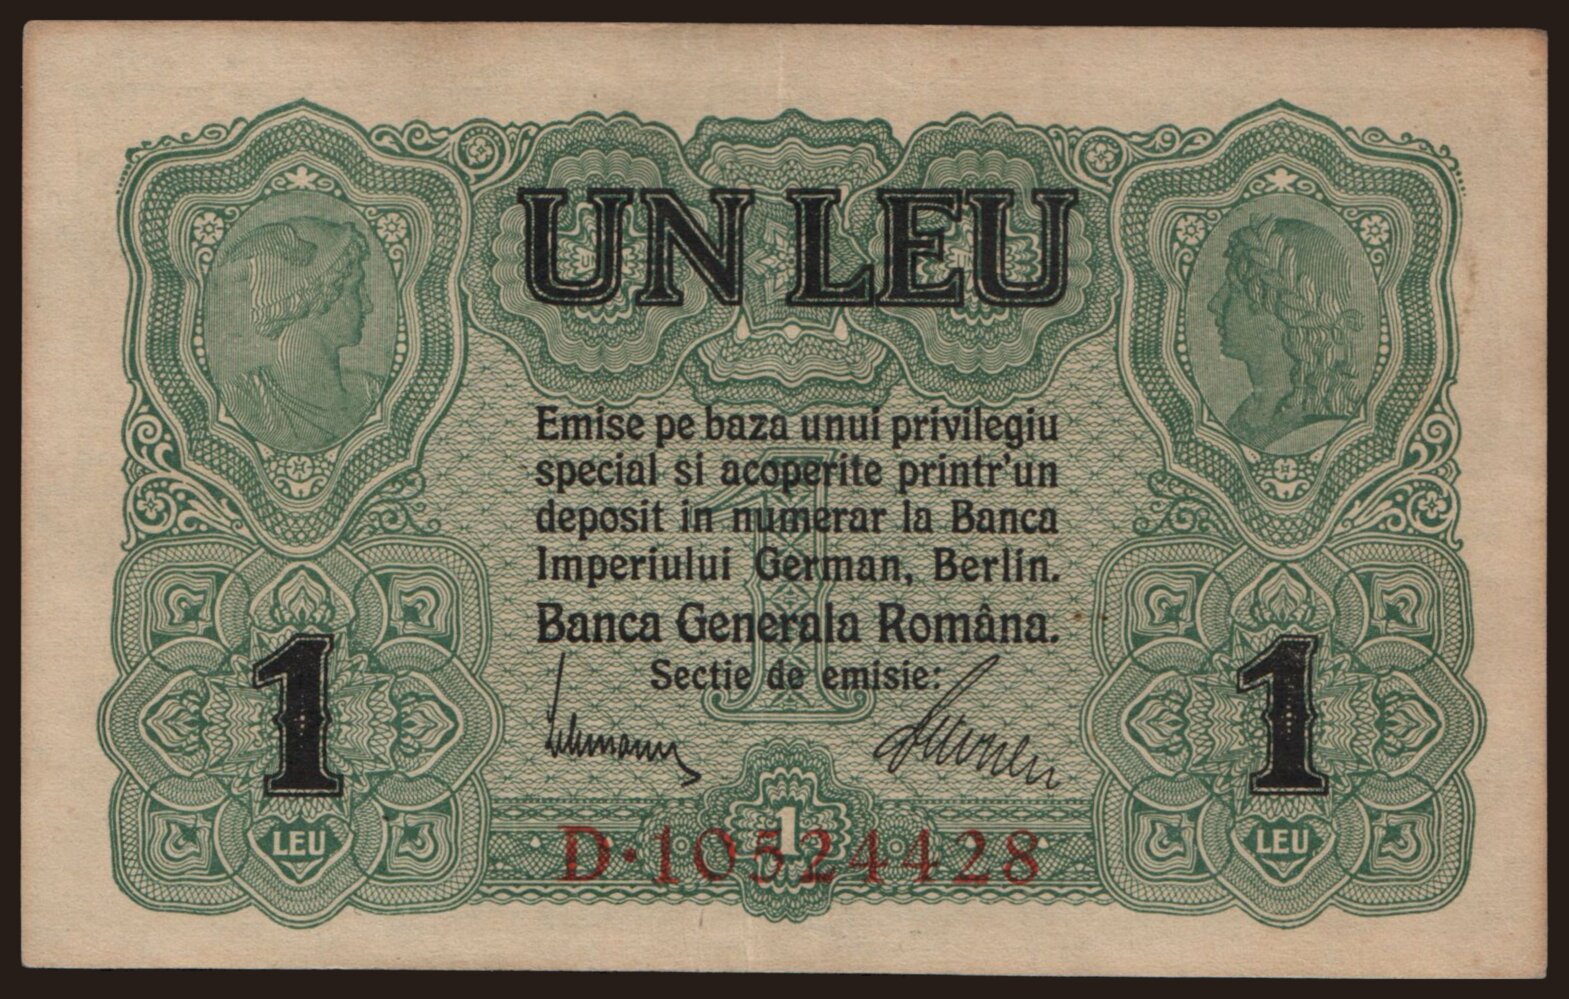 UN LEU
Emise pe baza unui privilegiu
special si acoperite printr'un
deposit in numerar la Banca
Imperiului German, Berlin.
Banca Generala Româna.
Sectie de emisie:
1
1
1
LEU
1
LEU
D·10524428